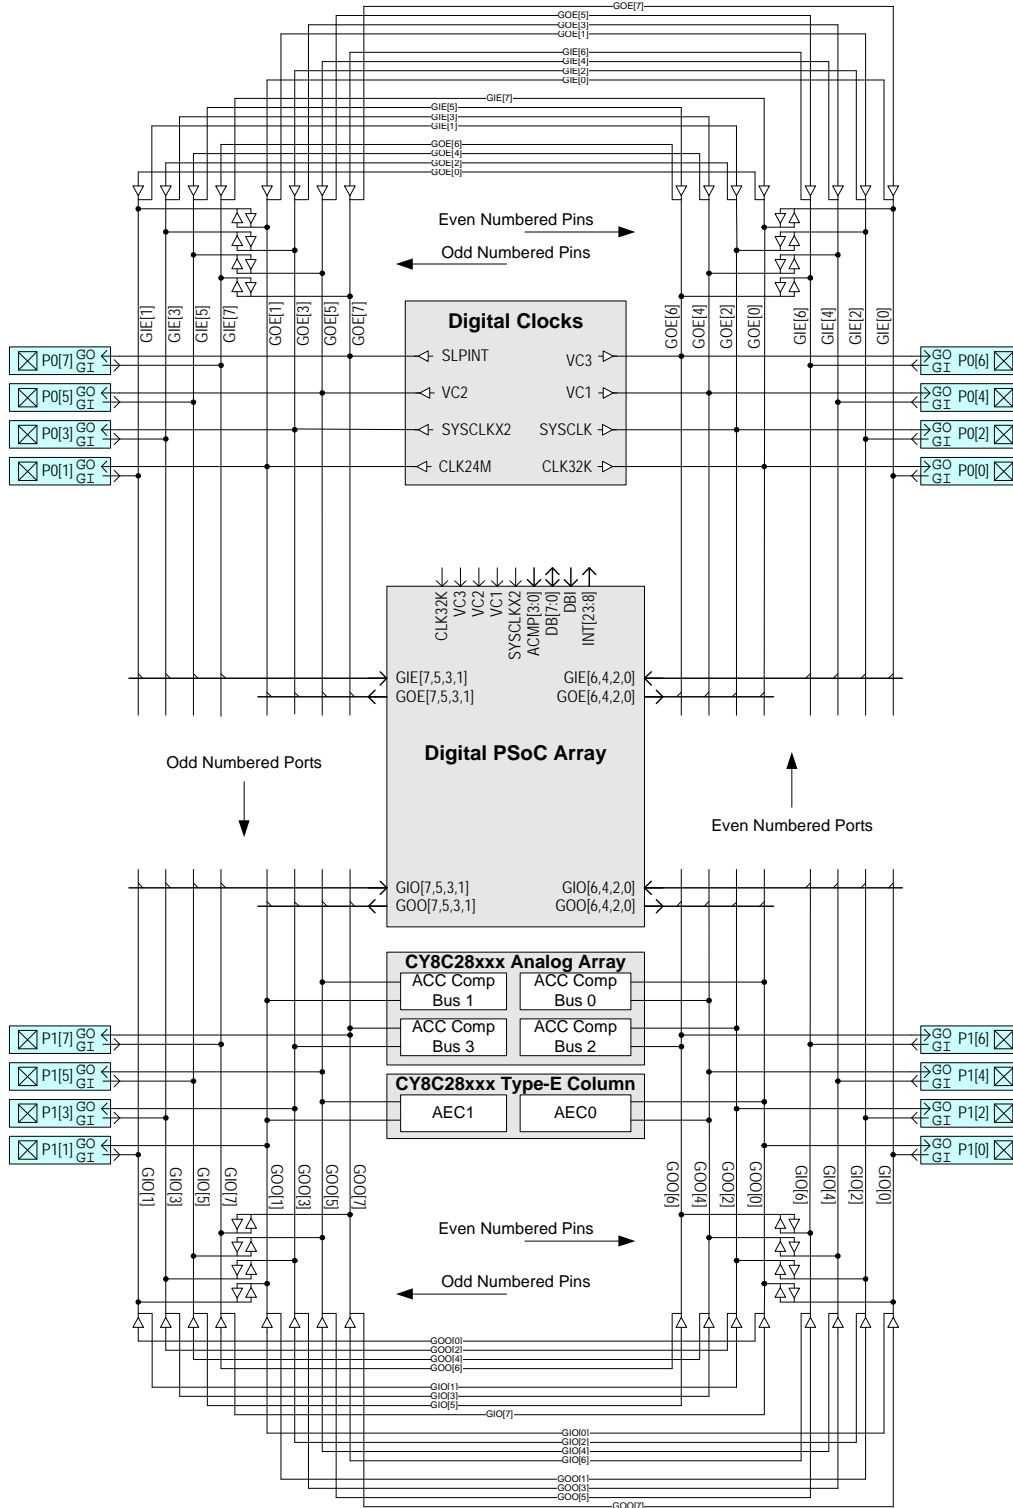 GOE[7]
GOE[5]
GOE[3]
GOE[1]
GIE[6]
GIE[4]
GIE[2]
GIE[0]
GIE[7]
GIE[5]
GIE[3]
GIE[1]
GOE[6]
GOE[4]
GOE[2]
GOE[0]
Even Numbered Pins
Odd Numbered Pins
GIE[1] GIE[3] GIE[5] GIE[7] GOE[1] GOE[3] GOE[5] GOE[7]
GOE[6] GOE[4] GOE[2] GOE[0] GIE[6] GIE[4] GIE[2] GIE[0]
Digital Clocks
P0[7] GO GI
SLPINT
VC3
GO GI P0[6]
P0[5] GO GI
VC2
VC1
GO GI P0[4]
P0[3] GO GI
SYSCLKX2
SYSCLK
GO GI P0[2]
P0[1] GO GI
CLK24M
CLK32K
GO GI P0[0]
CLK32K
VC3
VC2
VC1
SYSCLKX2
ACMP[3:0]
DB[7:0]
DBI
INT[23:8]
GIE[7,5,3,1] GIE[6,4,2,0]
GOE[7,5,3,1] GOE[6,4,2,0]
Digital PSoC Array
Odd Numbered Ports
Even Numbered Ports
GIO[7,5,3,1] GIO[6,4,2,0]
GOO[7,5,3,1] GOO[6,4,2,0]
CY8C28xxx Analog Array
ACC Comp Bus 1
ACC Comp Bus 0
ACC Comp Bus 3
ACC Comp Bus 2
CY8C28xxx Type-E Column
AEC1
AEC0
P1[7] GO GI
GO GI P1[6]
P1[5] GO GI
GO GI P1[4]
P1[3] GO GI
GO GI P1[2]
P1[1] GO GI
GO GI P1[0]
GIO[1] GIO[3] GIO[5] GIO[7] GOO[1] GOO[3] GOO[5] GOO[7]
GOO[6] GOO[4] GOO[2] GOO[0] GIO[6] GIO[4] GIO[2] GIO[0]
Even Numbered Pins
Odd Numbered Pins
GOO[0]
GOO[2]
GOO[4]
GOO[6]
GIO[1]
GIO[3]
GIO[5]
GIO[7]
GIO[0]
GIO[2]
GIO[4]
GIO[6]
GOO[1]
GOO[3]
GOO[5]
GOO[7]